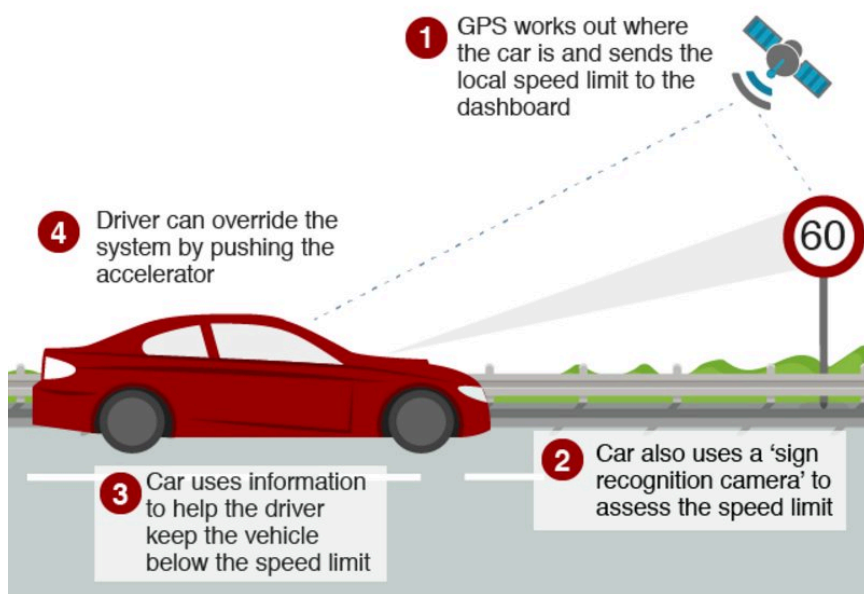 1
GPS works out where
the car is and sends the
local speed limit to the
dashboard
4
Driver can override the
system by pushing the
accelerator
60
2
Car also uses a ‘sign
recognition camera’ to
assess the speed limit
3
Car uses information
to help the driver
keep the vehicle
below the speed limit